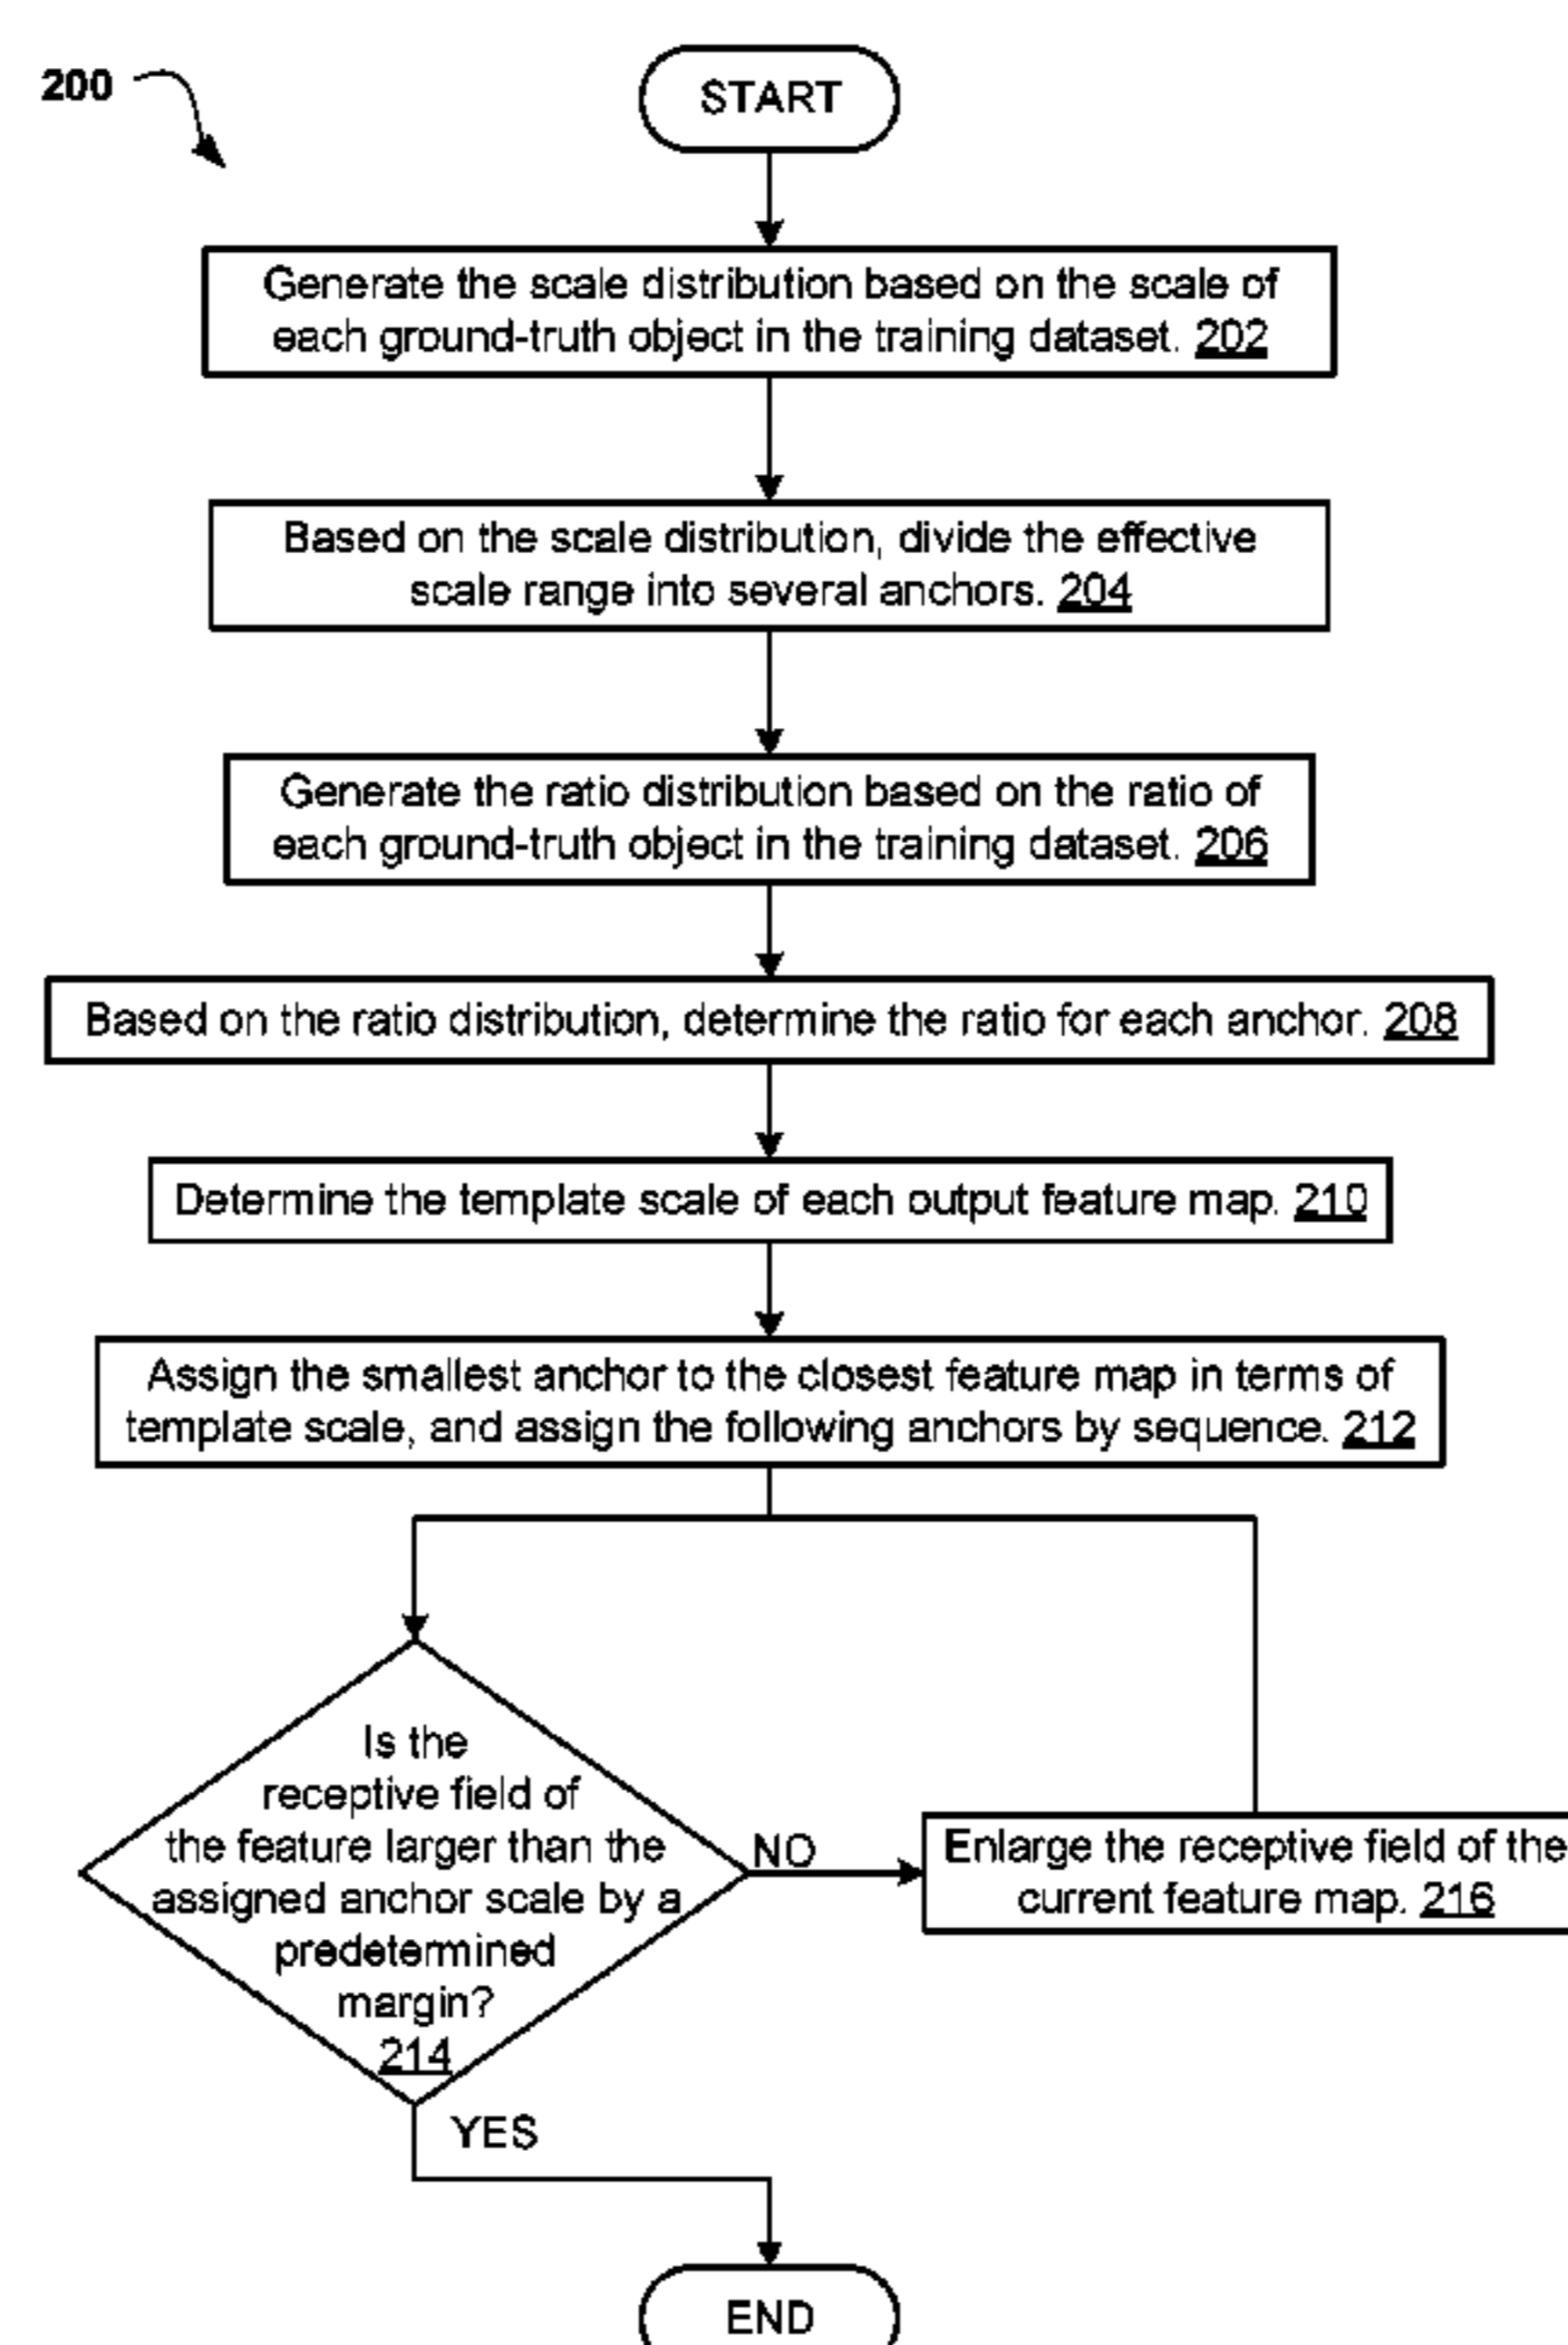 200
START
Generate the scale distribution based on the scale of
each ground-truth object in the training dataset. 202
Based on the scale distribution, divide the effective
scale range into several anchors. 204
Generate the ratio distribution based on the ratio of
each ground-truth object in the training dataset. 206
Based on the ratio distribution, determine the ratio for each anchor. 208
Determine the template scale of each output feature map. 210
Assign the smallest anchor to the closest feature map in terms of
template scale, and assign the following anchors by sequence. 212
Is the
receptive field of
the feature larger than the
assigned anchor scale by a
predetermined
margin?
214
NO
Enlarge the receptive field of the
current feature map. 216
YES
END